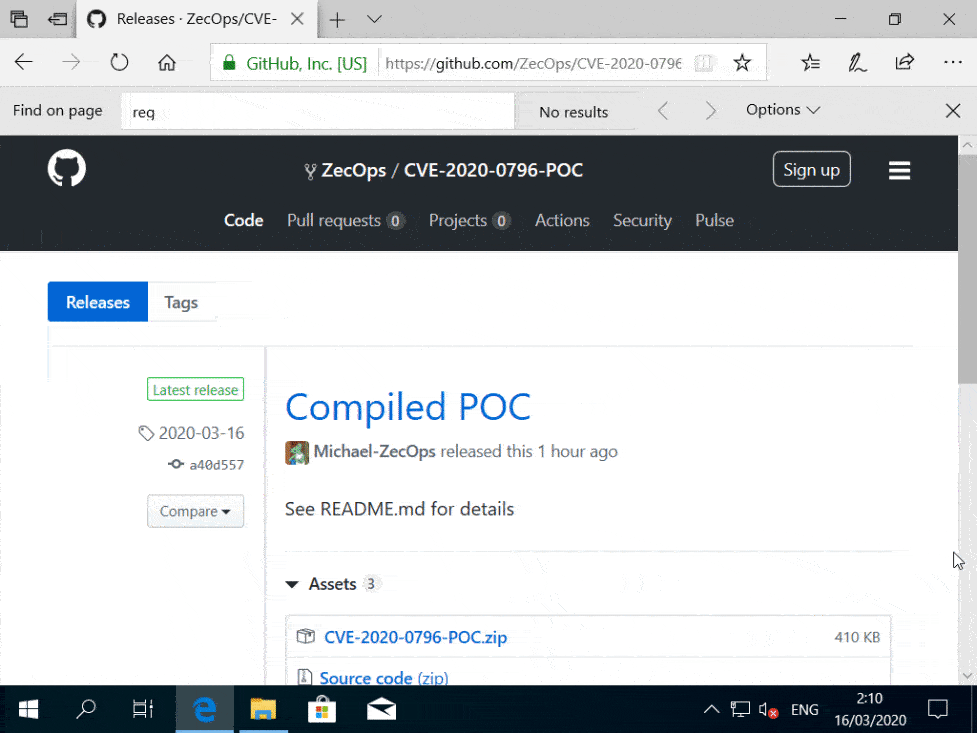 Releases · ZecOps/CVE-
GitHub, Inc. [US] https://github.com/ZecOps/CVE-2020-0796
Find on page req No results Options
ZecOps / CVE-2020-0796-POC Sign up
Code Pull requests 0 Projects 0 Actions Security Pulse
Releases Tags
Latest release
Compiled POC
2020-03-16
Michael-ZecOps released this 1 hour ago
a40d557
Compare
See README.md for details
Assets 3
CVE-2020-0796-POC.zip 410 KB
Source code (zip)
ENG
2:10
16/03/2020